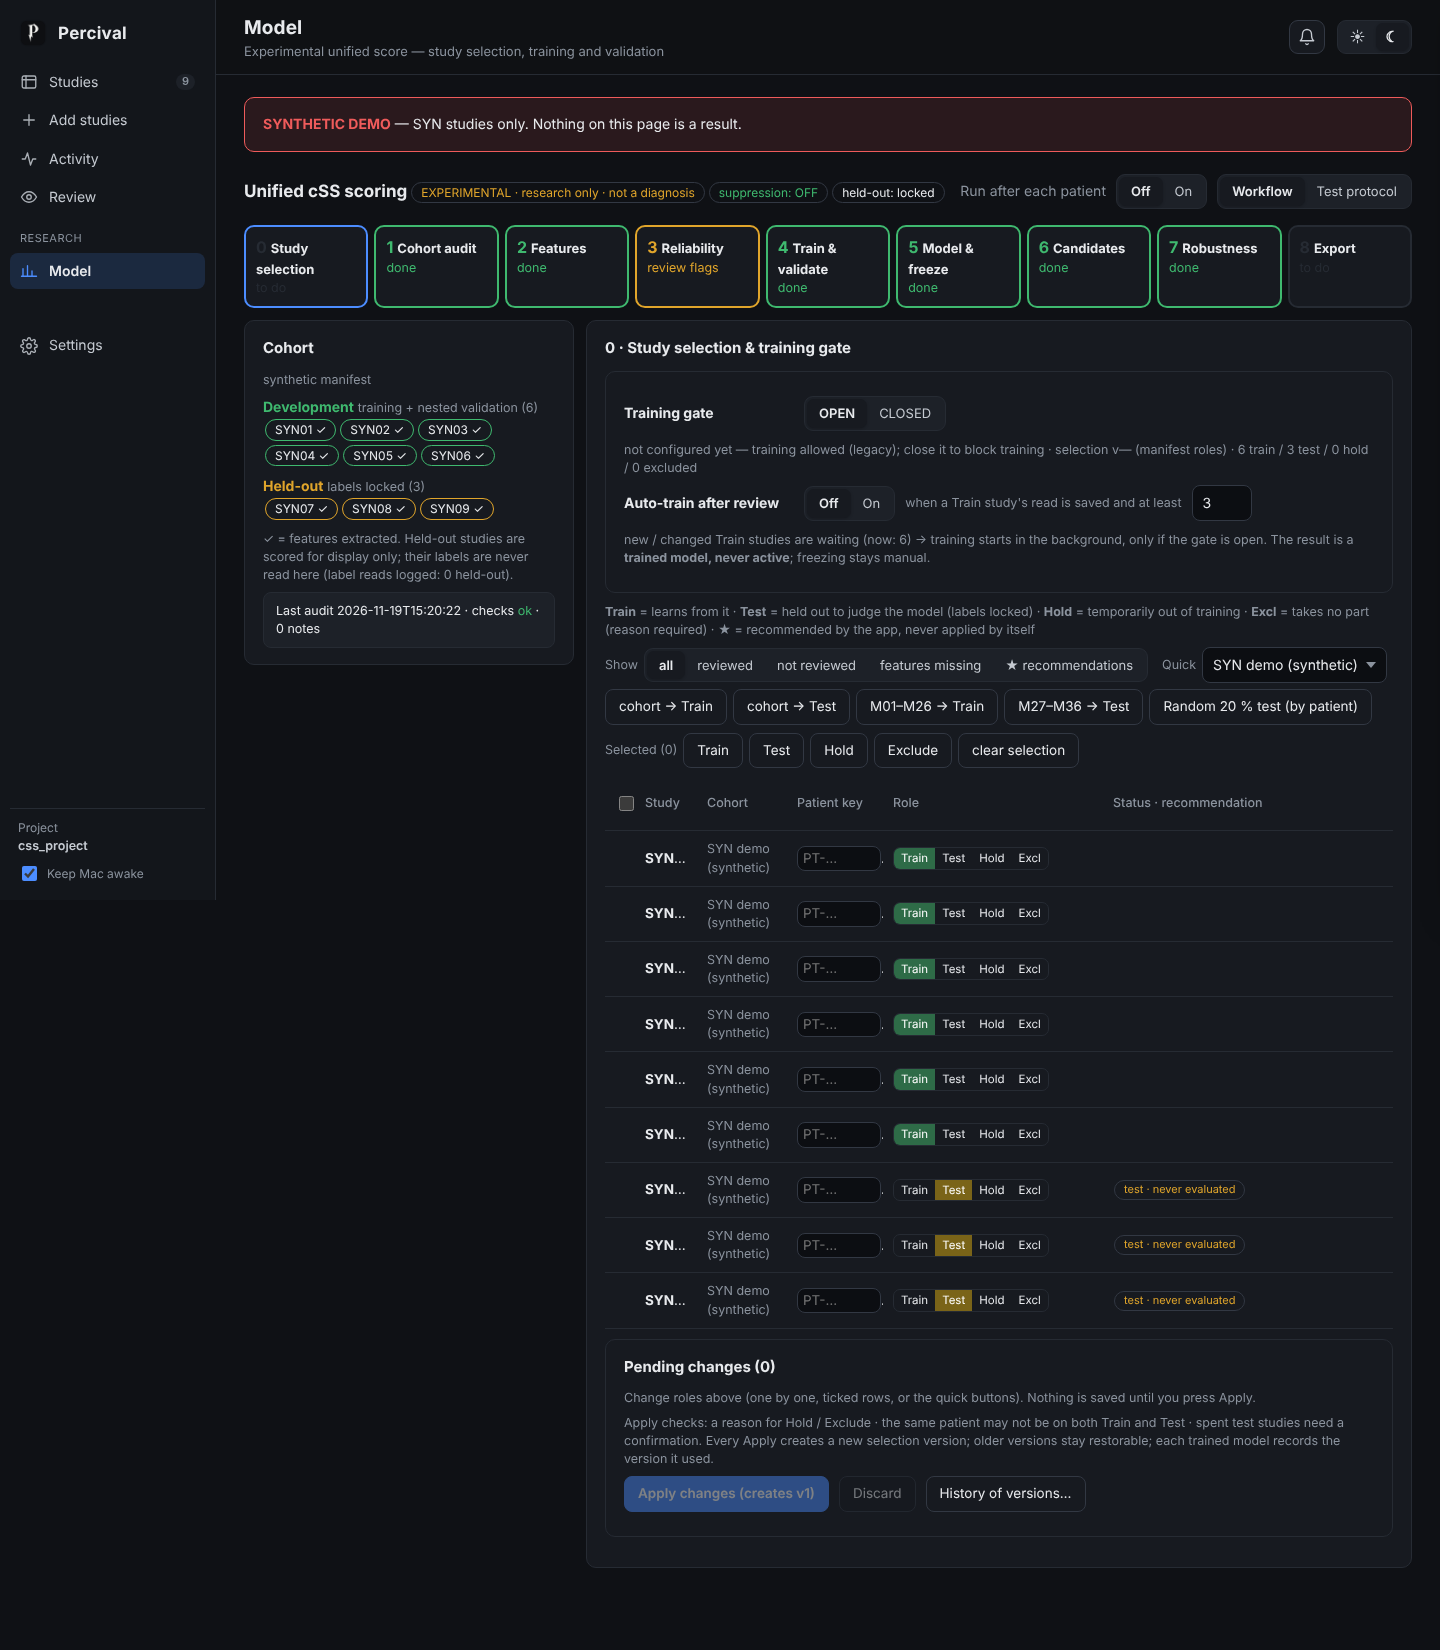 Percival
Studies 9
Add studies
Activity
Review
RESEARCH
Model
Settings
Project
css_project
Keep Mac awake
Model
Experimental unified score — study selection, training and validation
SYNTHETIC DEMO — SYN studies only. Nothing on this page is a result.
Unified cSS scoring EXPERIMENTAL · research only · not a diagnosis suppression: OFF held-out: locked Run after each patient Off On Workflow Test protocol
0 Study selection
to do
1 Cohort audit
done
2 Features
done
3 Reliability
review flags
4 Train & validate
done
5 Model & freeze
done
6 Candidates
done
7 Robustness
done
8 Export
to do
Cohort
synthetic manifest
Development training + nested validation (6)
SYN01 ✓ SYN02 ✓ SYN03 ✓
SYN04 ✓ SYN05 ✓ SYN06 ✓
Held-out labels locked (3)
SYN07 ✓ SYN08 ✓ SYN09 ✓
✓ = features extracted. Held-out studies are
scored for display only; their labels are never
read here (label reads logged: 0 held-out).
Last audit 2026-11-19T15:20:22 · checks ok ·
0 notes
0 · Study selection & training gate
Training gate OPEN CLOSED
not configured yet — training allowed (legacy); close it to block training · selection v— (manifest roles) · 6 train / 3 test / 0 hold
/ 0 excluded
Auto-train after review Off On when a Train study's read is saved and at least 3
new / changed Train studies are waiting (now: 6) → training starts in the background, only if the gate is open. The result is a
trained model, never active; freezing stays manual.
Train = learns from it · Test = held out to judge the model (labels locked) · Hold = temporarily out of training · Excl = takes no part
(reason required) · ★ = recommended by the app, never applied by itself
Show all reviewed not reviewed features missing ★ recommendations Quick SYN demo (synthetic)
cohort → Train cohort → Test M01–M26 → Train M27–M36 → Test Random 20 % test (by patient)
Selected (0) Train Test Hold Exclude clear selection
Study Cohort Patient key Role Status · recommendation
SYN... SYN demo (synthetic) PT-... . Train Test Hold Excl
SYN... SYN demo (synthetic) PT-... . Train Test Hold Excl
SYN... SYN demo (synthetic) PT-... . Train Test Hold Excl
SYN... SYN demo (synthetic) PT-... . Train Test Hold Excl
SYN... SYN demo (synthetic) PT-... . Train Test Hold Excl
SYN... SYN demo (synthetic) PT-... . Train Test Hold Excl
SYN... SYN demo (synthetic) PT-... . Train Test Hold Excl test · never evaluated
SYN... SYN demo (synthetic) PT-... . Train Test Hold Excl test · never evaluated
SYN... SYN demo (synthetic) PT-... . Train Test Hold Excl test · never evaluated
Pending changes (0)
Change roles above (one by one, ticked rows, or the quick buttons). Nothing is saved until you press Apply.
Apply checks: a reason for Hold / Exclude · the same patient may not be on both Train and Test · spent test studies need a
confirmation. Every Apply creates a new selection version; older versions stay restorable; each trained model records the
version it used.
Apply changes (creates v1) Discard History of versions...